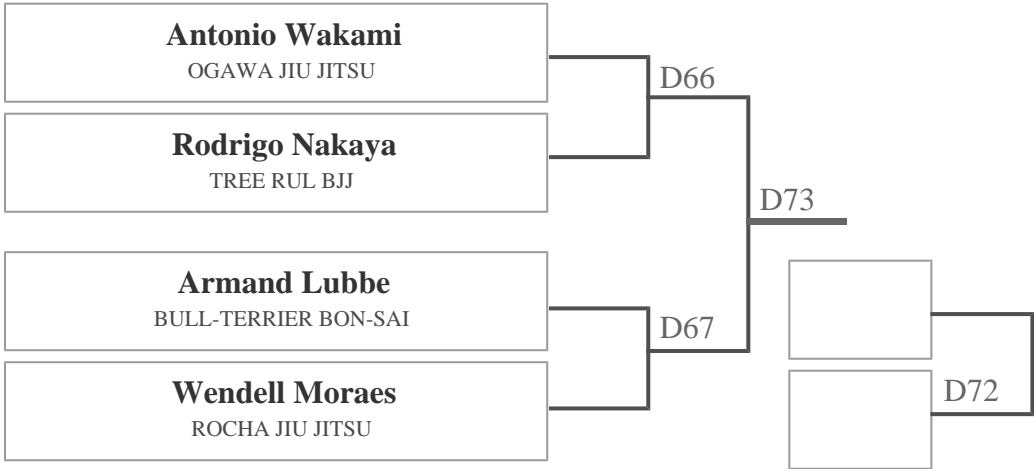 Antonio Wakami
OGAWA JIU JITSU
D66
Rodrigo Nakaya
TREE RUL BJJ
D73
Armand Lubbe
BULL-TERRIER BON-SAI
D67
Wendell Moraes
ROCHA JIU JITSU
D72